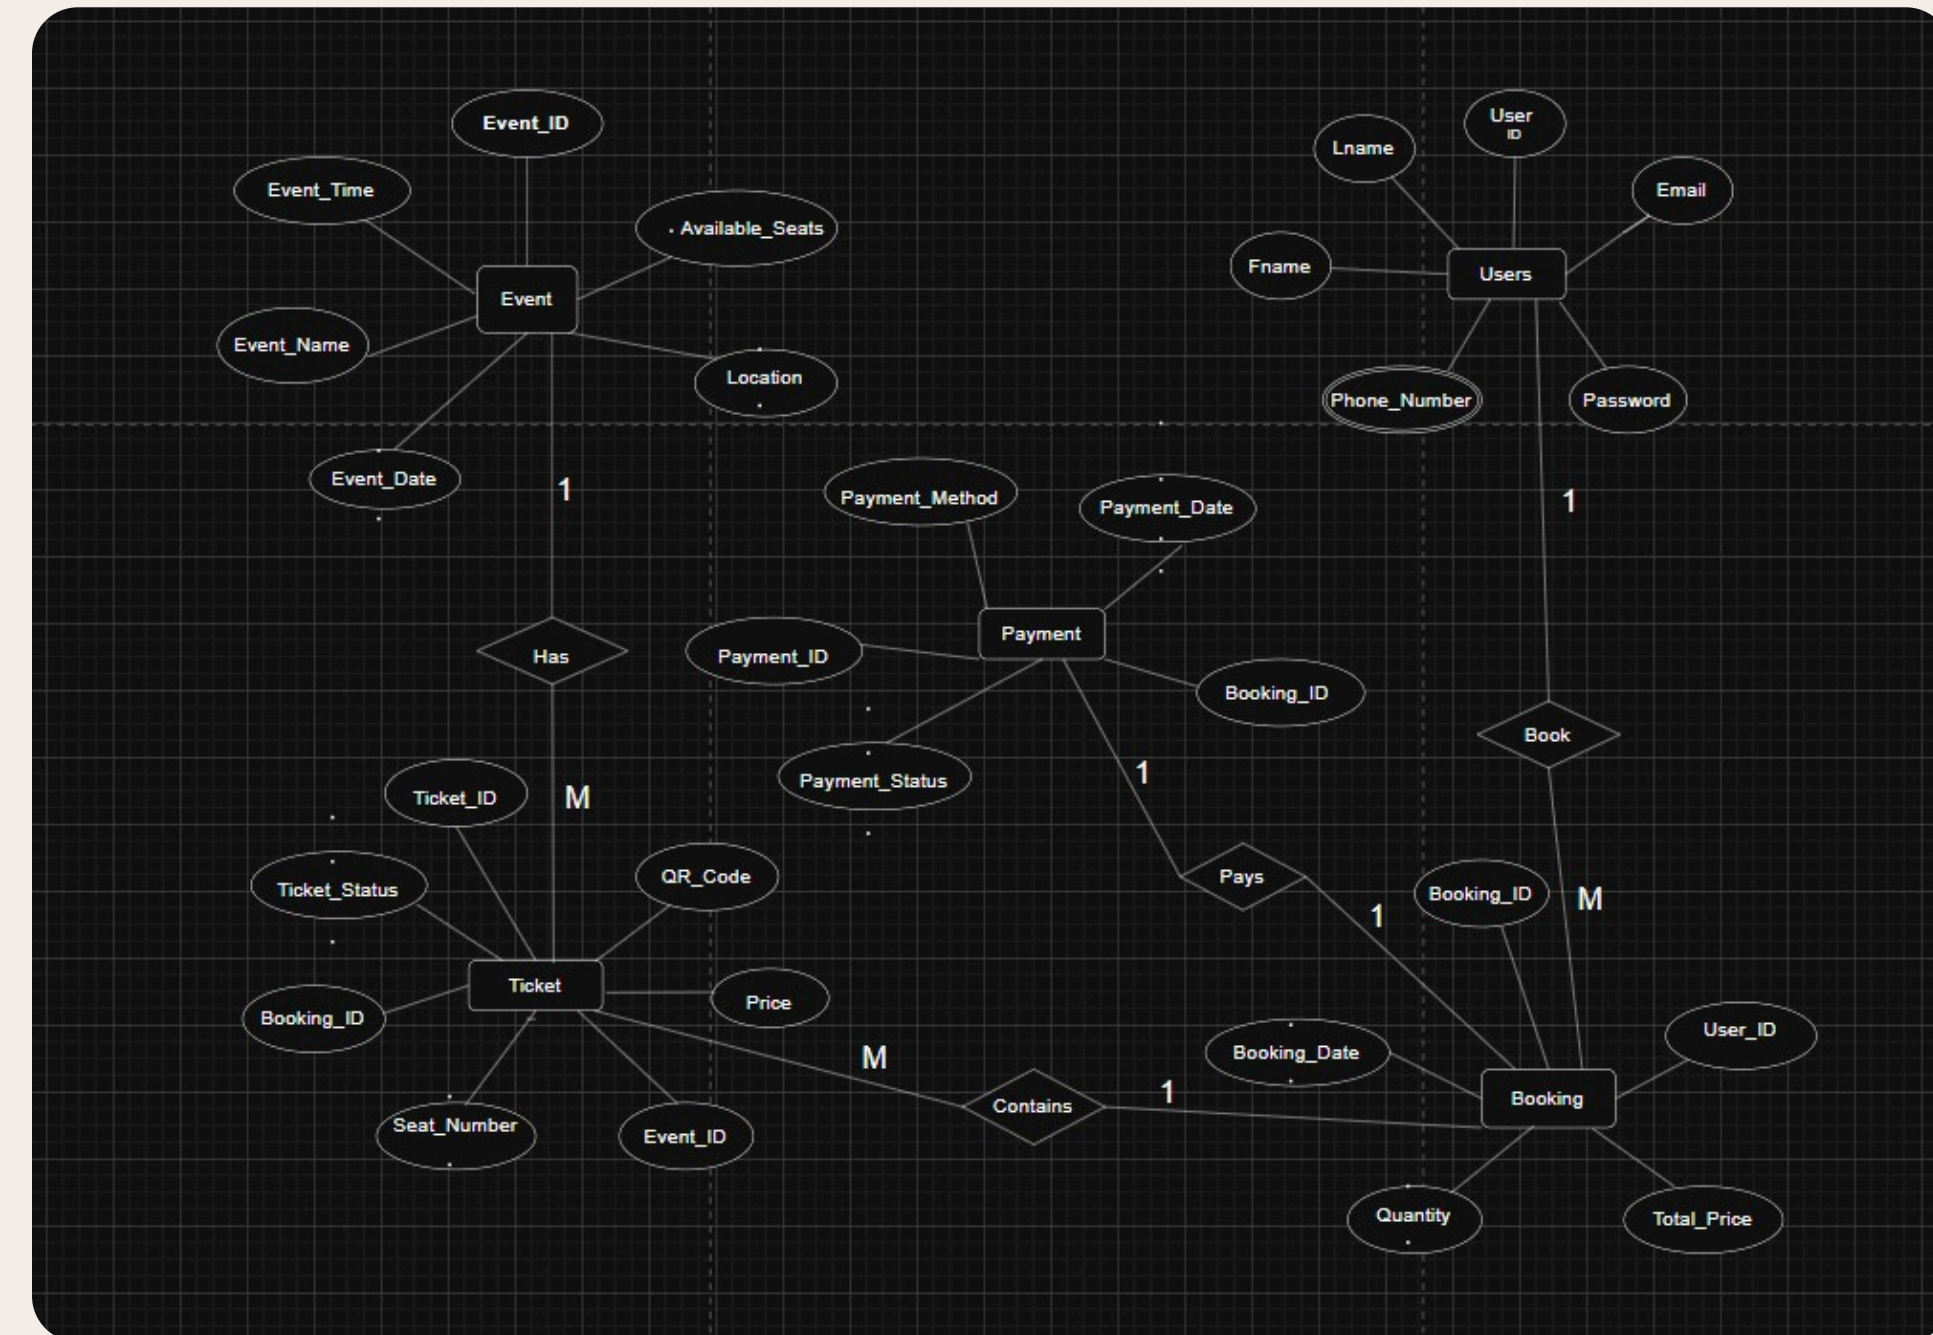 Event_ID
User
ID
Lname
Event_Time
Email
Available_Seats
Fname
Users
Event
Event_Name
Location
Phone_Number
Password
Event_Date
1
Payment_Method
Payment_Date
1
Payment
Has
Payment_ID
Booking_ID
Book
1
Payment_Status
Ticket_ID
M
QR_Code
Pays
Ticket_Status
Booking_ID
M
1
Ticket
Price
Booking_ID
User_ID
M
Booking_Date
1
Contains
Booking
Seat_Number
Event_ID
Quantity
Total_Price